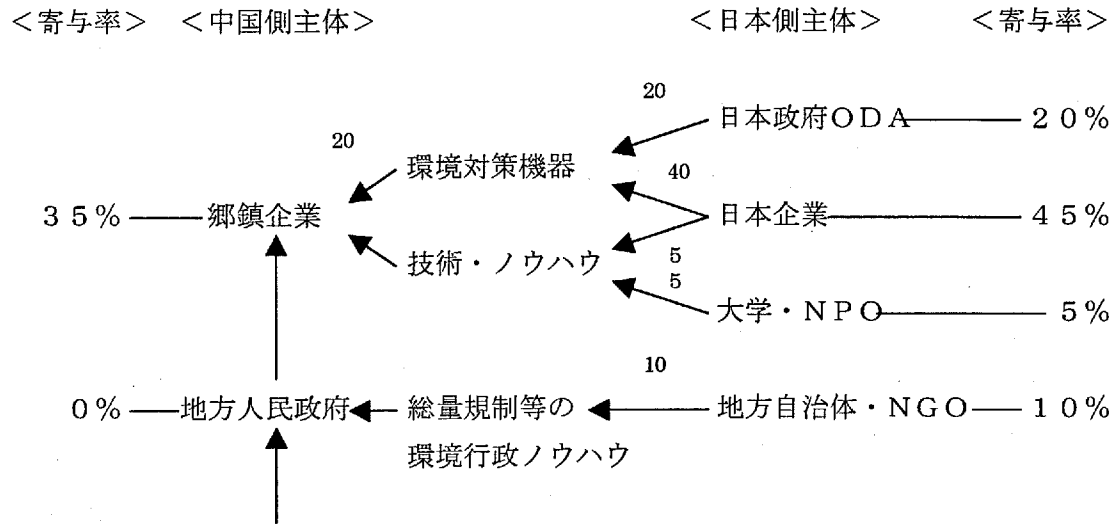 <寄与率> <中国側主体> <日本側主体> <寄与率>
20
日本政府ODA 20%
20
環境対策機器
40
35% 郷鎮企業 日本企業 45%
技術・ノウハウ
5
5
大学・NPO 5%
10
0% 地方人民政府 総量規制等の 地方自治体・NGO 10%
環境行政ノウハウ